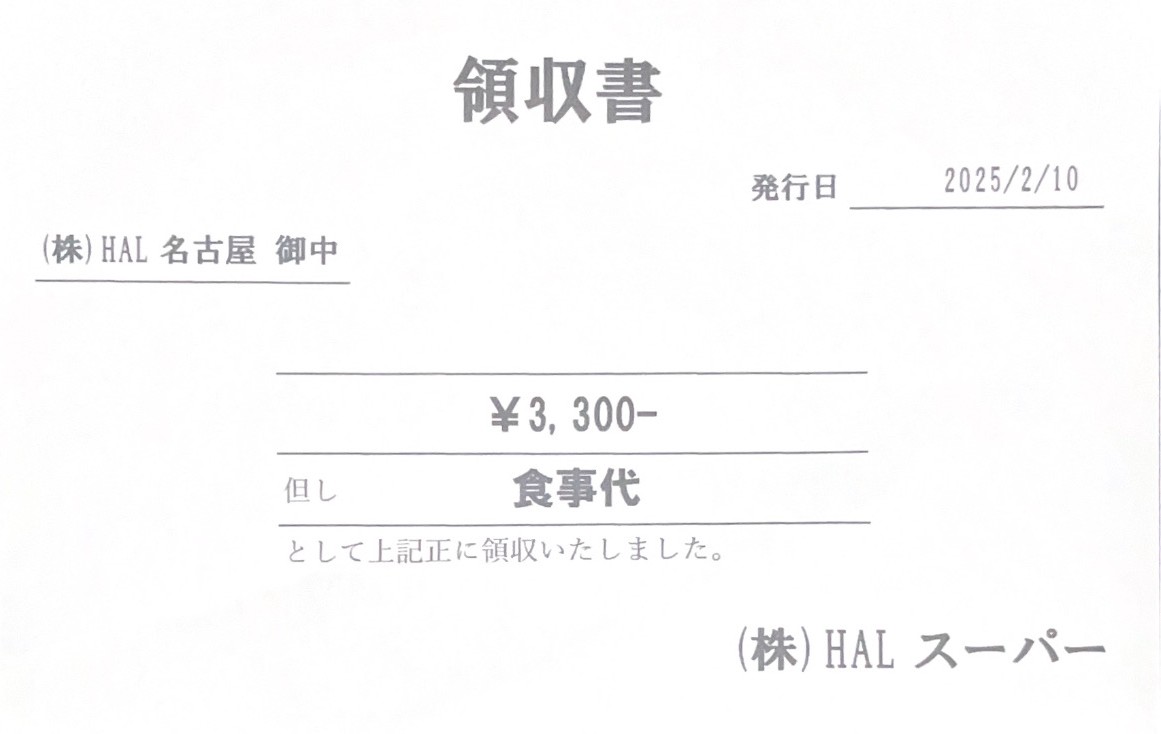 領収書
発行日 2025/2/10
(株)HAL 名古屋 御中
¥3,300-
但し 食事代
として上記正に領収いたしました。
(株)HAL スーパー